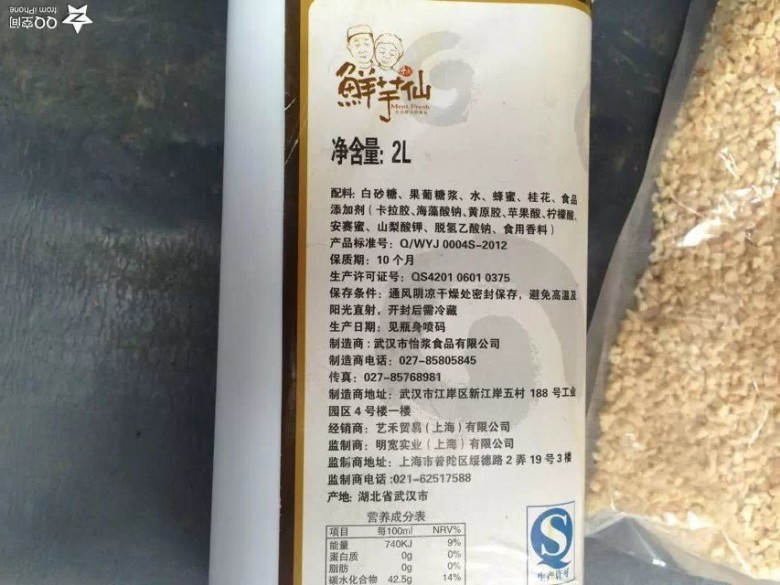 QQ空间
from iPhone
鲜芋仙
Meet Fresh
净含量：2L
配料：白砂糖、果葡糖浆、水、蜂蜜、桂花、食品
添加剂（卡拉胶、海藻酸钠、黄原胶、苹果酸、柠檬酸、
安赛蜜、山梨酸钾、脱氢乙酸钠、食用香料）
产品标准号：Q/WYJ 0004S-2012
保质期：10 个月
生产许可证号：QS4201 0601 0375
保存条件：通风阴凉干燥处密封保存，避免高温及
阳光直射，开封后需冷藏
生产日期：见瓶身喷码
制造商：武汉市怡浆食品有限公司
制造商电话：027-85805845
传真：027-85768981
制造商地址：武汉市江岸区新江岸五村 188 号工业
园区 4 号楼一楼
经销商：艺禾贸易（上海）有限公司
监制商：明宽实业（上海）有限公司
监制商地址：上海市普陀区绥德路 2 弄 19 号 3 楼
监制商电话：021-62517588
产地：湖北省武汉市
营养成分表
项目 每100ml NRV%
能量 740KJ 9%
蛋白质 0g 0%
脂肪 0g 0%
碳水化合物 42.5g 14%
生产许可